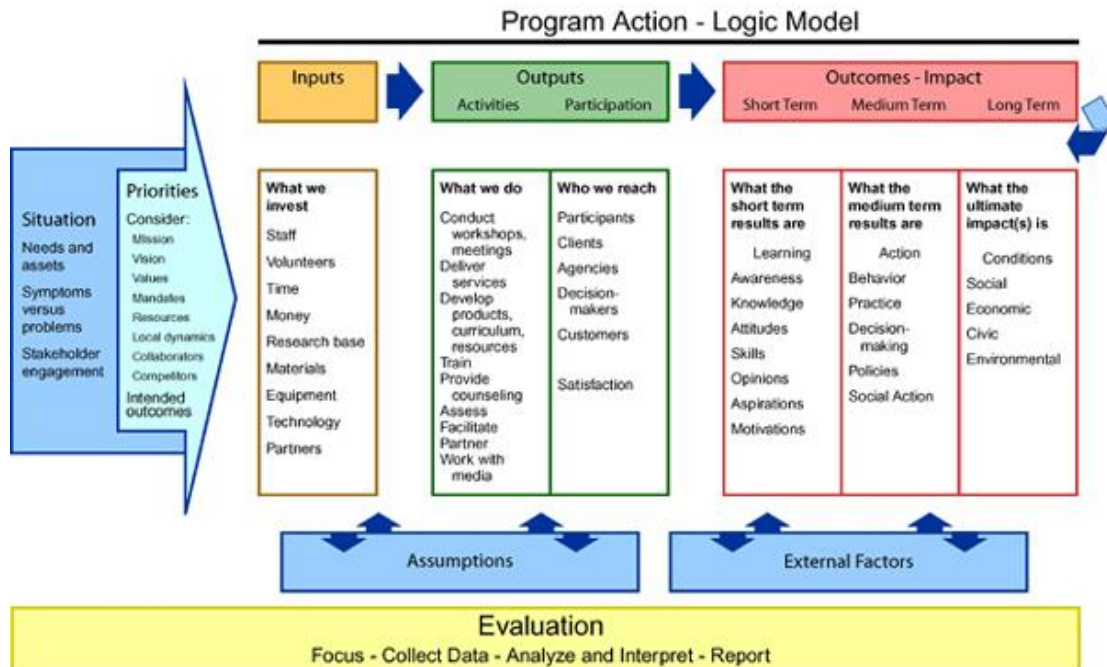 Program Action - Logic Model
Inputs
Outputs
Activities
Participation
Outcomes - Impact
Short Term
Medium Term
Long Term
Situation
Needs and
assets
Symptoms
versus
problems
Stakeholder
engagement
Priorities
Consider:
Mission
Vision
Values
Mandates
Resources
Local dynamics
Collaborators
Competitors
Intended
outcomes
What we
invest
Staff
Volunteers
Time
Money
Research base
Materials
Equipment
Technology
Partners
What we do
Conduct
workshops,
meetings
Deliver
services
Develop
products,
curriculum,
resources
Train
Provide
counseling
Assess
Facilitate
Partner
Work with
media
Who we reach
Participants
Clients
Agencies
Decision-
makers
Customers
Satisfaction
What the
short term
results are
Learning
Awareness
Knowledge
Attitudes
Skills
Opinions
Aspirations
Motivations
What the
medium term
results are
Action
Behavior
Practice
Decision-
making
Policies
Social Action
What the
ultimate
impact(s) is
Conditions
Social
Economic
Civic
Environmental
Assumptions
External Factors
Evaluation
Focus - Collect Data - Analyze and Interpret - Report